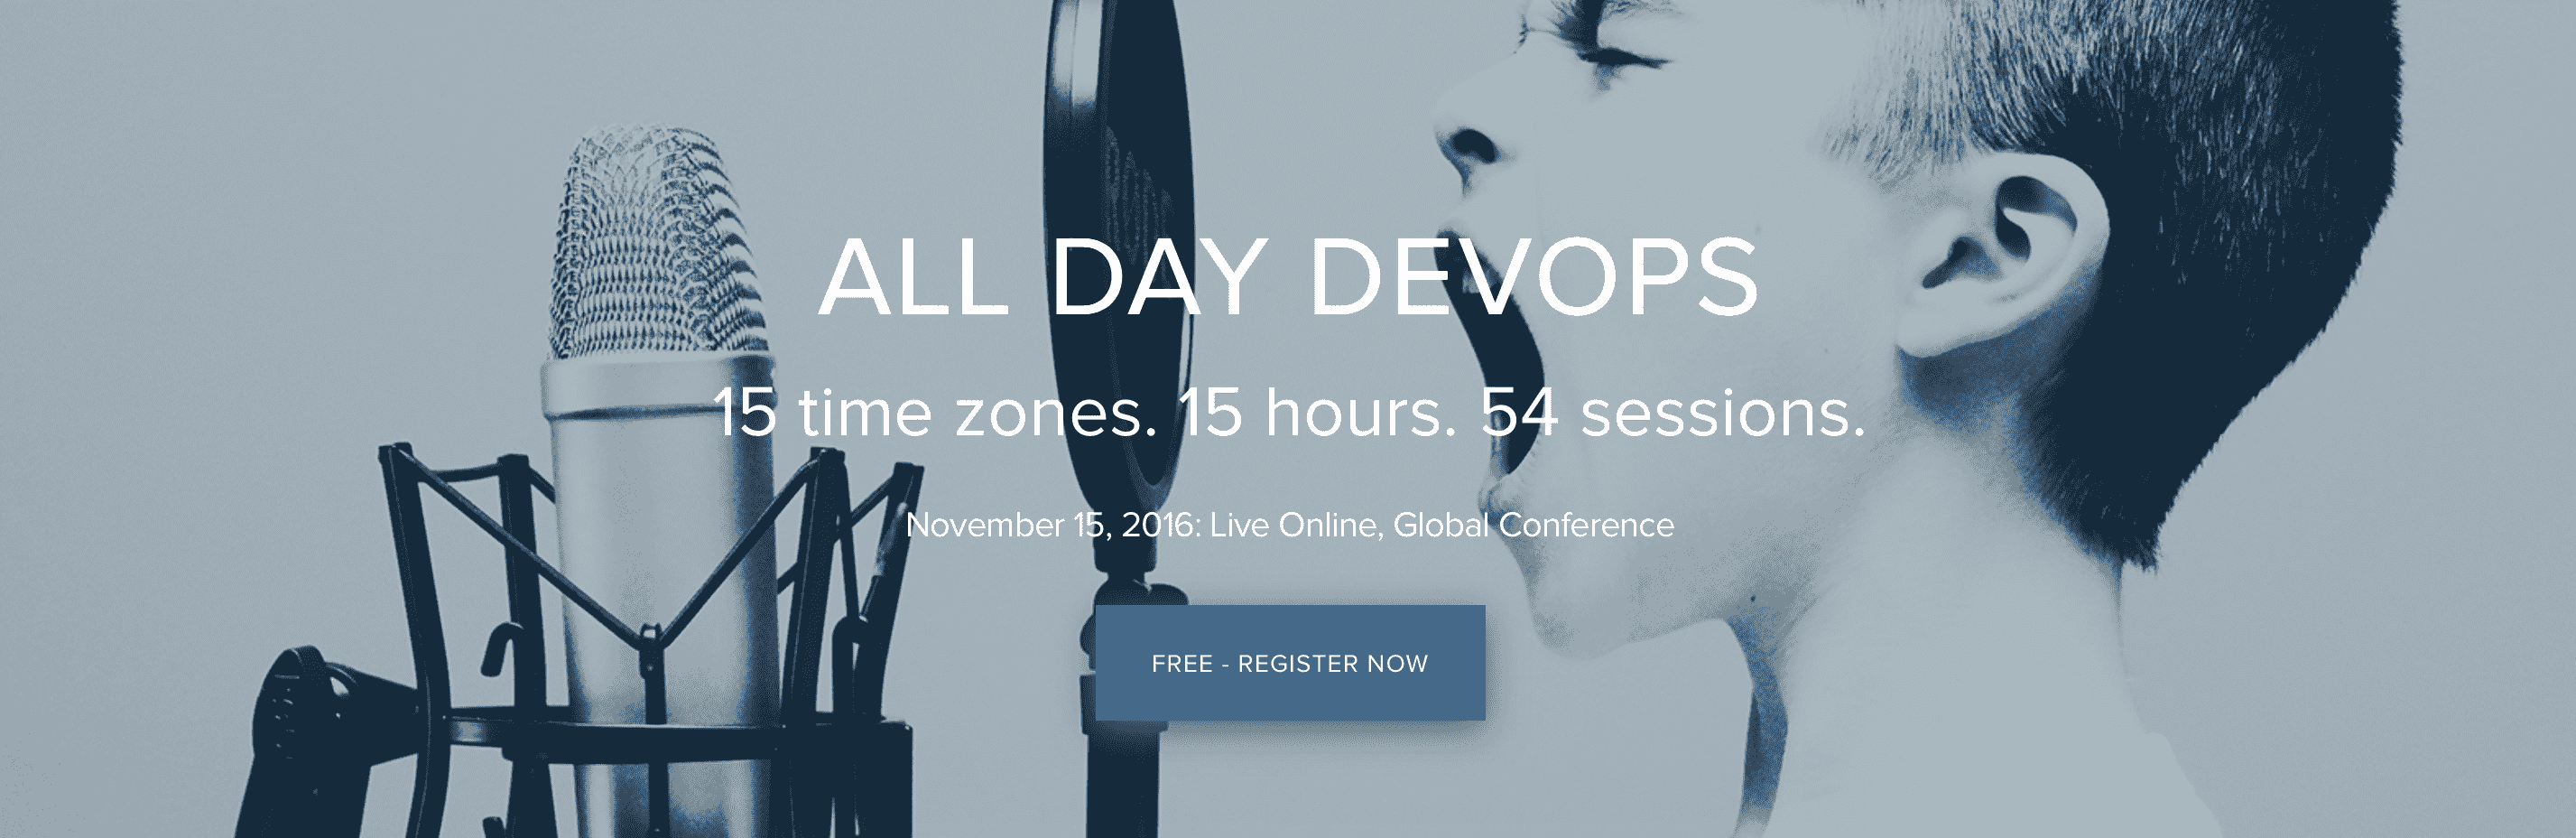 ALL DAY DEVOPS
15 time zones. 15 hours. 54 sessions.
November 15, 2016: Live Online, Global Conference
FREE - REGISTER NOW